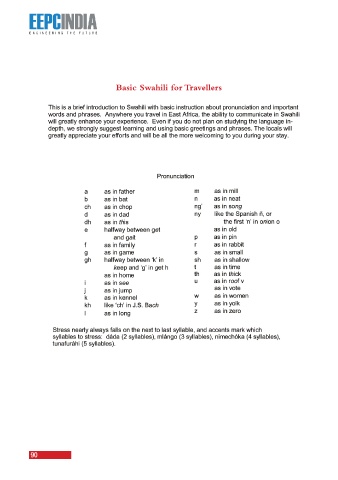 EEPCINDIA
ENGINEERING THE FUTURE
Basic Swahili for Travellers
This is a brief introduction to Swahili with basic instruction about pronunciation and important
words and phrases. Anywhere you travel in East Africa, the ability to communicate in Swahili
will greatly enhance your experience. Even if you do not plan on studying the language in-
depth, we strongly suggest learning and using basic greetings and phrases. The locals will
greatly appreciate your efforts and will be all the more welcoming to you during your stay.
Pronunciation
a as in father
b as in bat
ch as in chop
d as in dad
dh as in this
e halfway between get
and gait
f as in family
g as in game
gh halfway between 'k' in
keep and 'g' in get h
as in home
i as in see
j as in jump
k as in kennel
kh like 'ch' in J.S. Bach
l as in long
m as in mill
n as in neat
ng' as in song
ny like the Spanish ñ, or
the first 'n' in onion o
as in old
p as in pin
r as in rabbit
s as in small
sh as in shallow
t as in time
th as in thick
u as in roof v
as in vote
w as in women
y as in yolk
z as in zero
Stress nearly always falls on the next to last syllable, and accents mark which
syllables to stress: dáda (2 syllables), mlángo (3 syllables), nimechóka (4 syllables),
tunafuráhi (5 syllables).
90